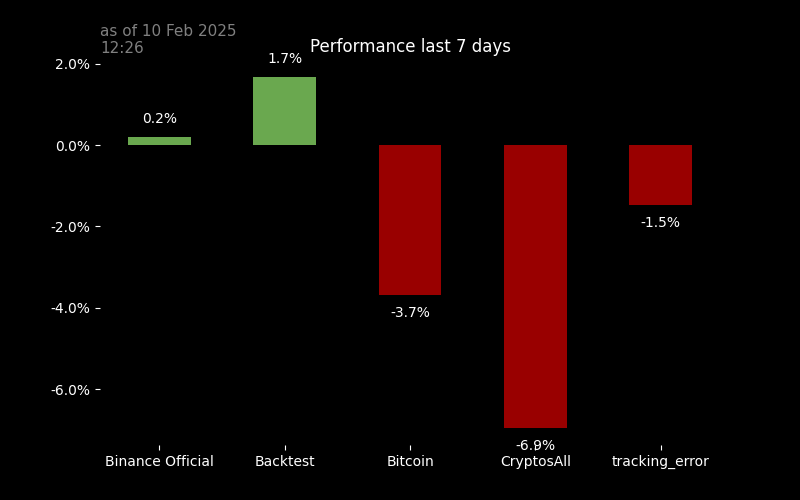 as of 10 Feb 2025
12:26
Performance last 7 days
2.0%
0.0%
-2.0%
-4.0%
-6.0%
0.2%
1.7%
-3.7%
-6.9%
-1.5%
Binance Official
Backtest
Bitcoin
CryptosAll
tracking_error